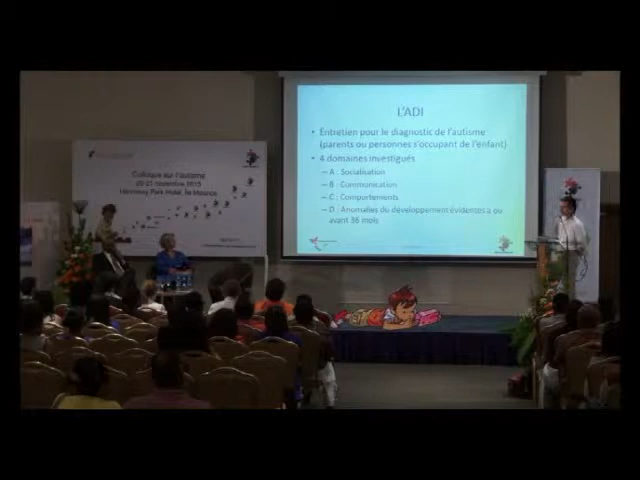 L'ADI
• Entretien pour le diagnostic de l'autisme
(parents ou personnes s'occupant de l'enfant)
• 4 domaines investigués
– A : Socialisation
– B : Communication
– C : Comportements
– D : Anomalies du développement évidentes à ou
avant 36 mois
Colloque sur l'autisme
20-21 novembre 2015
Hennessy Park Hotel, Île Maurice